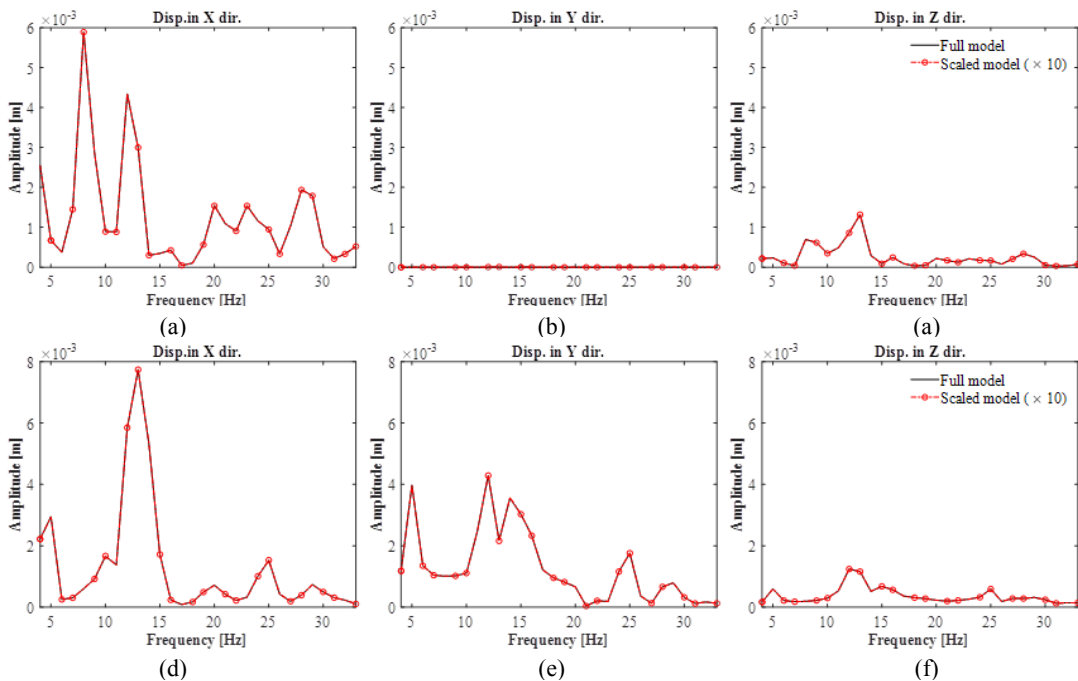 Disp.in X dir.
×10⁻³
6
5
4
3
2
1
0
Amplitude [m]
5 10 15 20 25 30
Frequency [Hz]
(a)
Disp.in Y dir.
×10⁻³
6
5
4
3
2
1
0
Amplitude [m]
5 10 15 20 25 30
Frequency [Hz]
(b)
Disp.in Z dir.
×10⁻³
6
5
4
3
2
1
0
Amplitude [m]
Full model
Scaled model ( × 10)
5 10 15 20 25 30
Frequency [Hz]
(a)
Disp.in X dir.
×10⁻³
8
6
4
2
0
Amplitude [m]
5 10 15 20 25 30
Frequency [Hz]
(d)
Disp.in Y dir.
×10⁻³
8
6
4
2
0
Amplitude [m]
5 10 15 20 25 30
Frequency [Hz]
(e)
Disp.in Z dir.
×10⁻³
8
6
4
2
0
Amplitude [m]
Full model
Scaled model ( × 10)
5 10 15 20 25 30
Frequency [Hz]
(f)